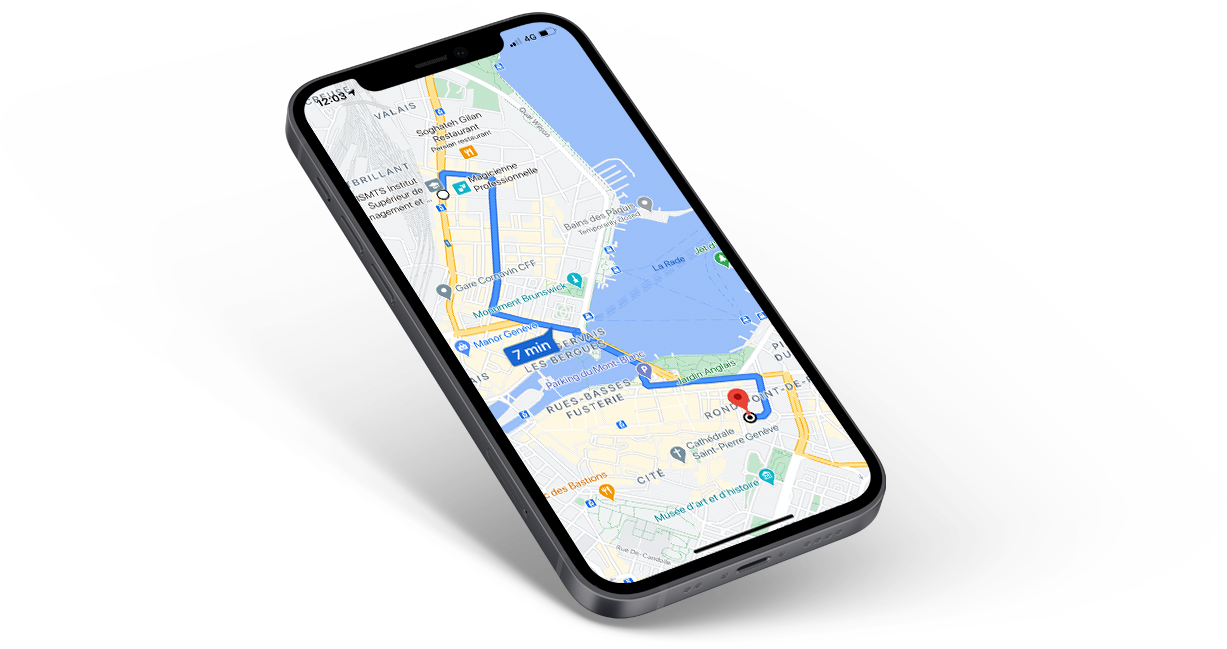 CREUSE
12:03
4G
VALAIS
Quai Wilson
Soghateh Gilan
Restaurant
Persian restaurant
BRILLANT
ISMTS Institut
Supérieur de
nagement et ...
Magicienne
Professionnelle
Bains des Pâquis
Temporarily closed
Jet d'
La Rade
Gare Cornavin CFF
Monument Brunswick
Manor Genève
7 min
SERVAIS
LES BERGUES
AIS
Parking du Mont-Blanc
Jardin Anglais
RUES-BASSES
FUSTERIE
ROND-POINT-DE-R
Cathédrale
Saint-Pierre Genève
CITÉ
c des Bastions
Musée d'art et d'histoire
Rue De-Candolle